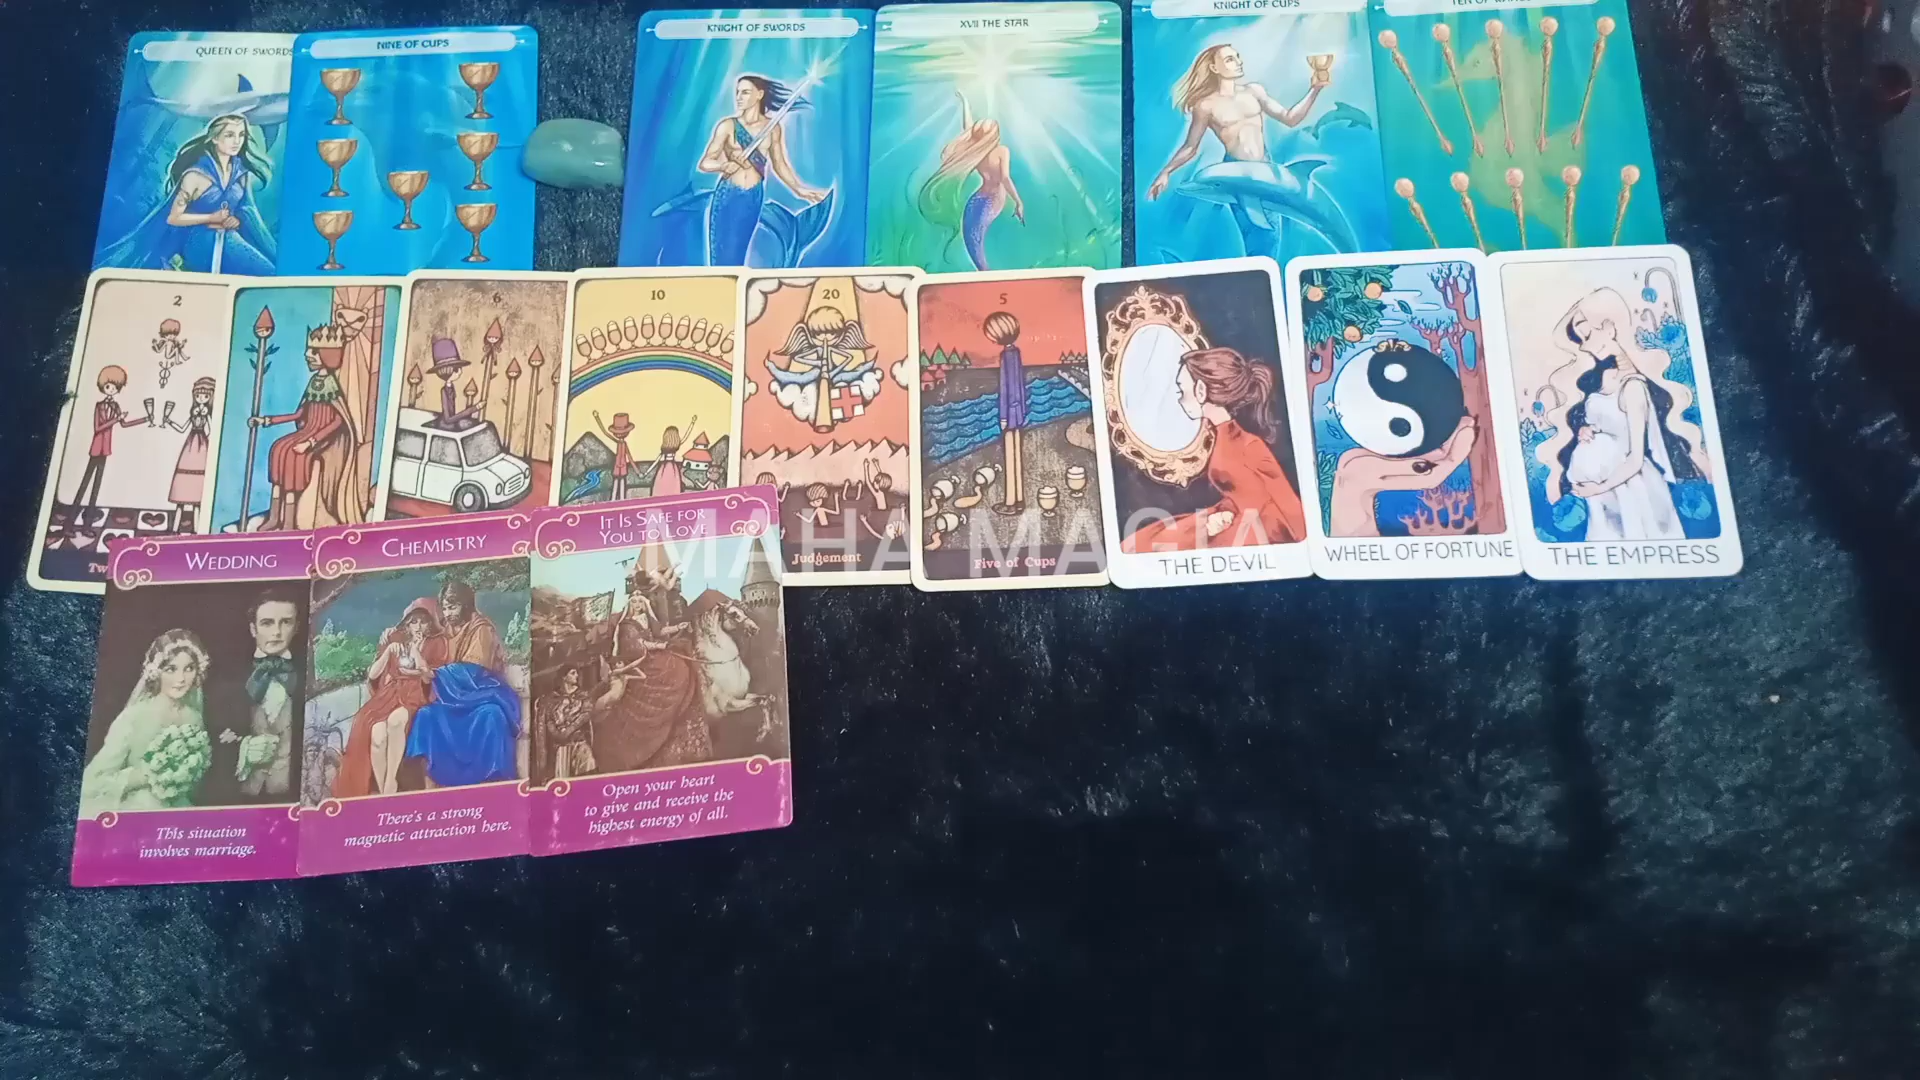 QUEEN OF SWORDS
NINE OF CUPS
KNIGHT OF SWORDS
XVII THE STAR
KNIGHT OF CUPS
2
6
10
20
5
Judgement
Five of Cups
THE DEVIL
WHEEL OF FORTUNE
THE EMPRESS
MAHA MAGIA
WEDDING
This situation
involves marriage.
CHEMISTRY
There's a strong
magnetic attraction here.
IT IS SAFE FOR
YOU TO LOVE
Open your heart
to give and receive the
highest energy of all.